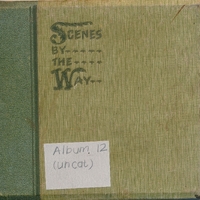 SCENES
BY-----
THE----
WAY--
Album 12
(uncat)